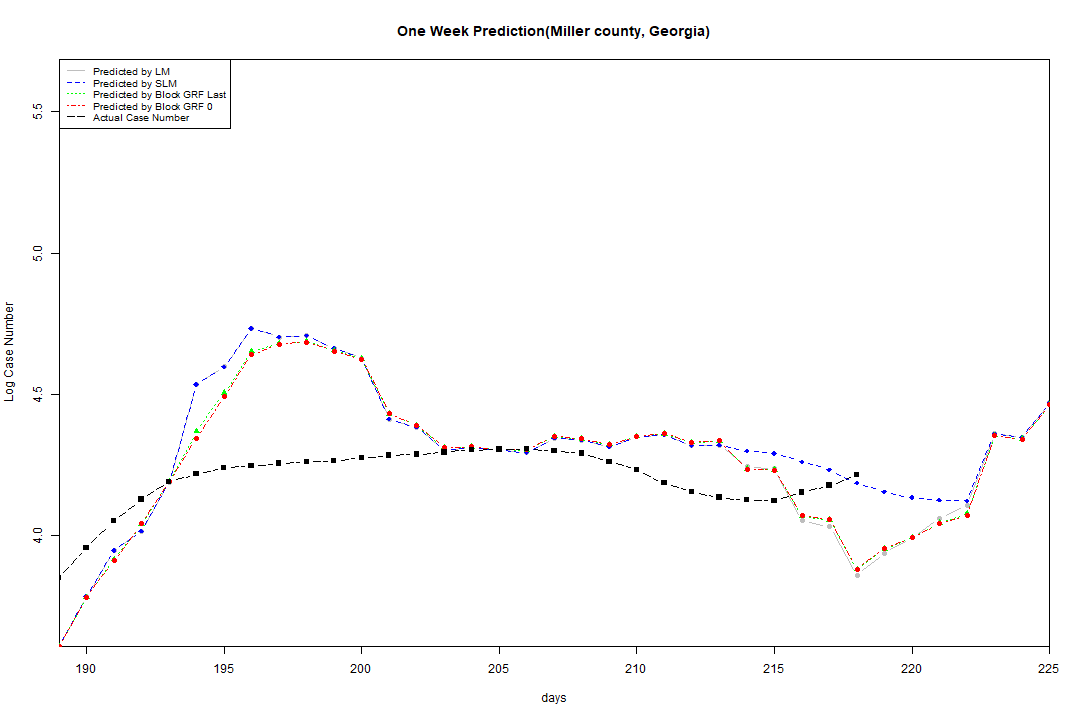 One Week Prediction(Miller county, Georgia)
Predicted by LM
Predicted by SLM
Predicted by Block GRF Last
Predicted by Block GRF 0
Actual Case Number
5.5
5.0
4.5
4.0
Log Case Number
190 195 200 205 210 215 220 225
days